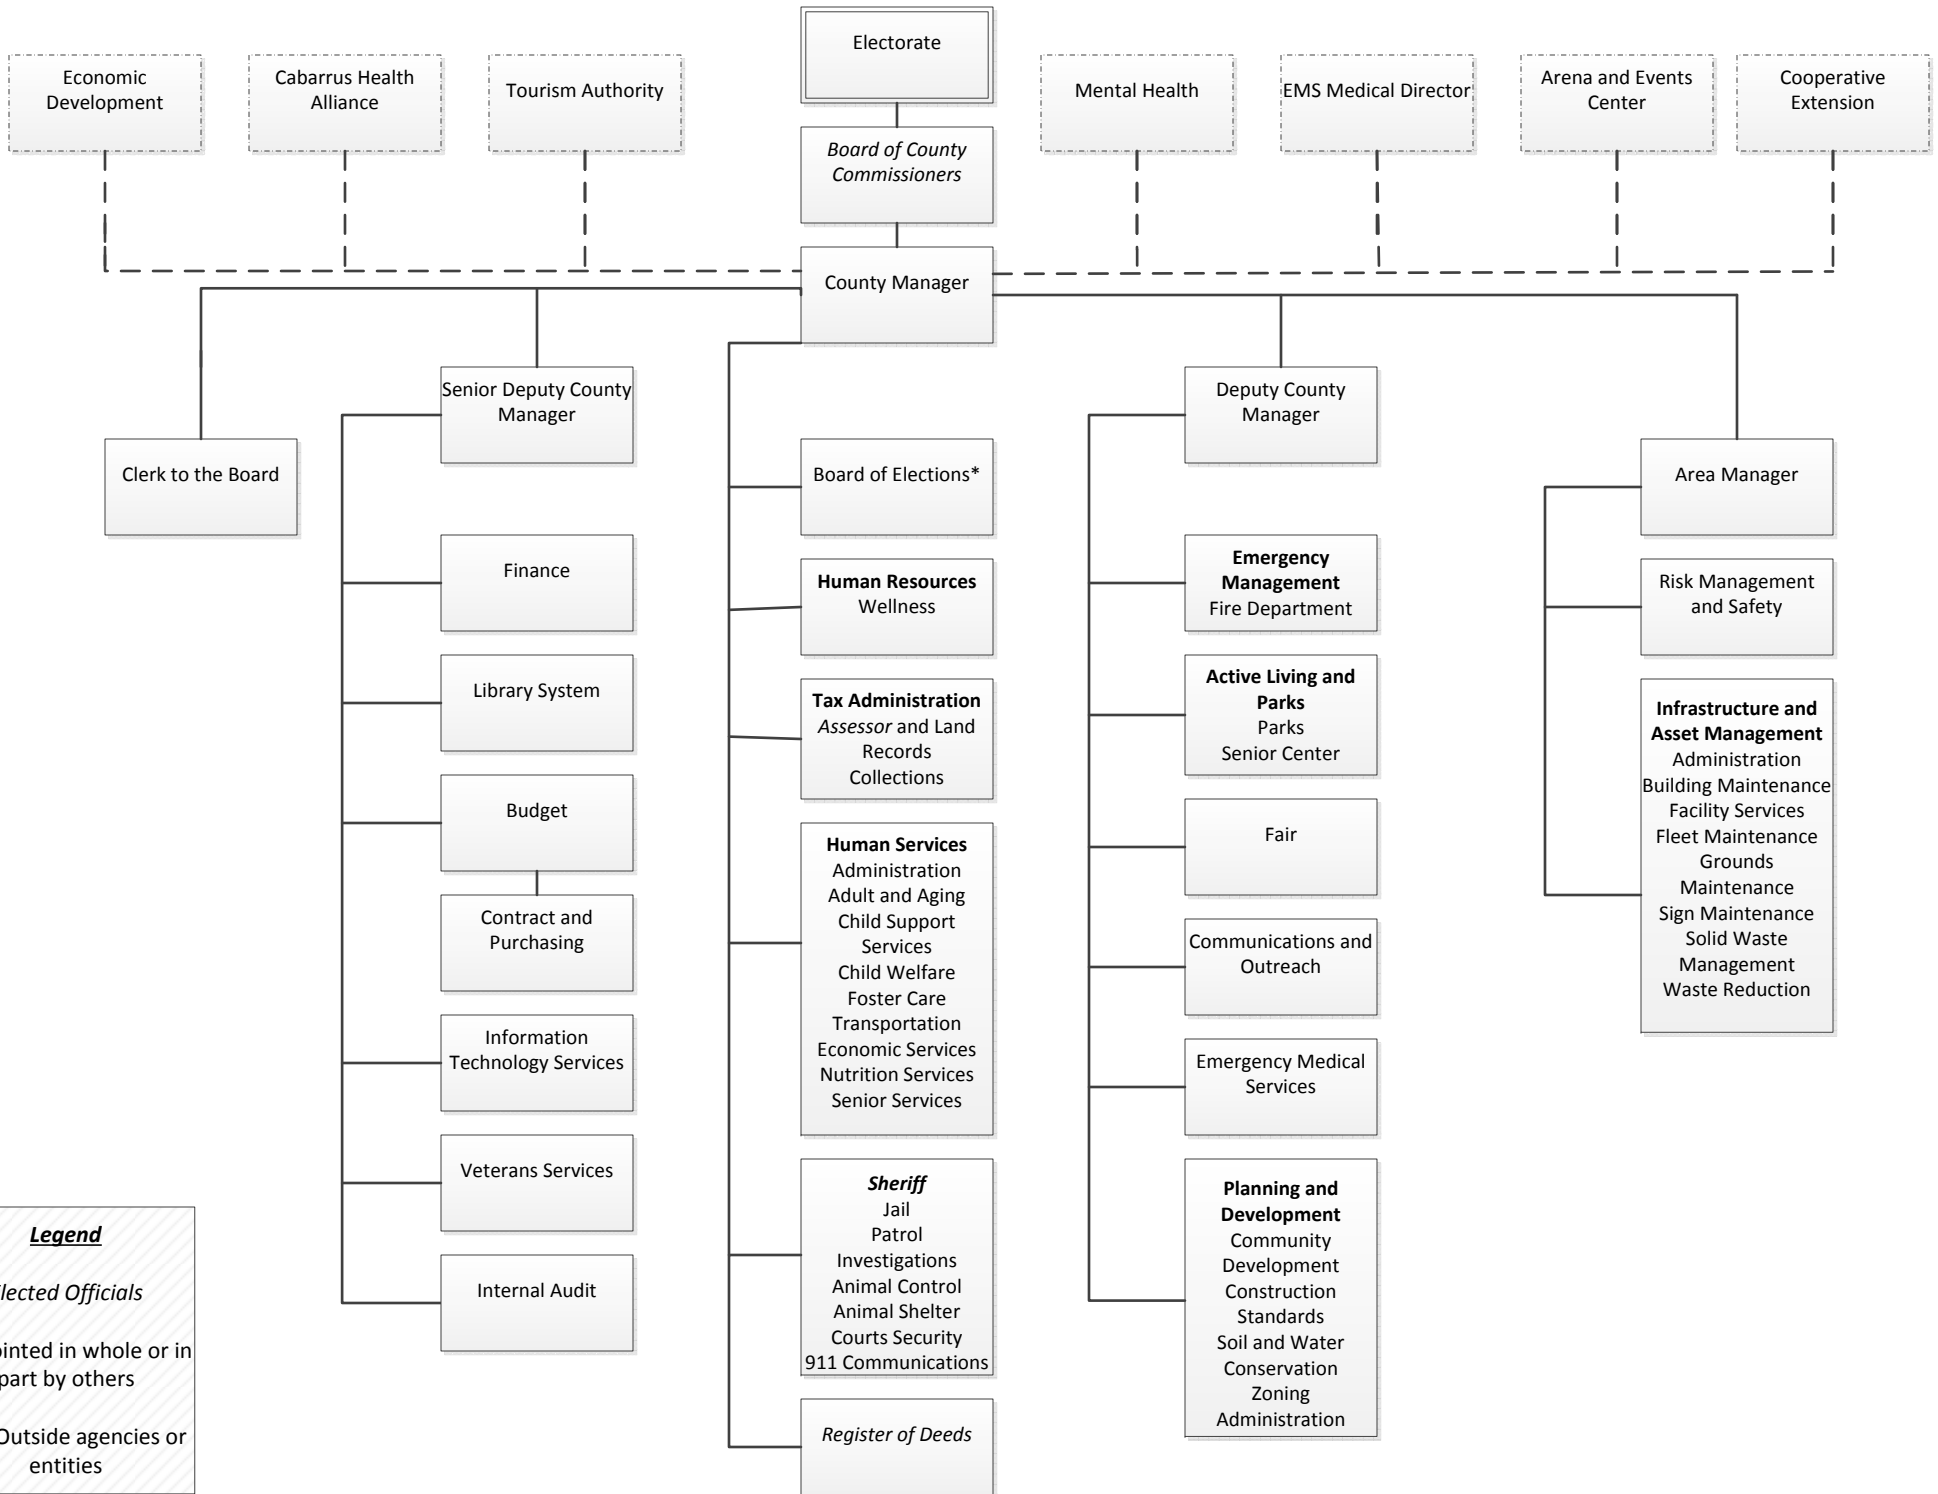 Electorate
Economic
Development
Cabarrus Health
Alliance
Tourism Authority
Mental Health
EMS Medical Director
Arena and Events
Center
Cooperative
Extension
Board of County
Commissioners
County Manager
Senior Deputy County
Manager
Deputy County
Manager
Clerk to the Board
Board of Elections*
Area Manager
Finance
Library System
Budget
Contract and
Purchasing
Information
Technology Services
Veterans Services
Internal Audit
Human Resources
Wellness
Tax Administration
Assessor and Land
Records
Collections
Human Services
Administration
Adult and Aging
Child Support
Services
Child Welfare
Foster Care
Transportation
Economic Services
Nutrition Services
Senior Services
Sheriff
Jail
Patrol
Investigations
Animal Control
Animal Shelter
Courts Security
911 Communications
Register of Deeds
Emergency
Management
Fire Department
Active Living and
Parks
Parks
Senior Center
Fair
Communications and
Outreach
Emergency Medical
Services
Planning and
Development
Community
Development
Construction
Standards
Soil and Water
Conservation
Zoning
Administration
Risk Management
and Safety
Infrastructure and
Asset Management
Administration
Building Maintenance
Facility Services
Fleet Maintenance
Grounds
Maintenance
Sign Maintenance
Solid Waste
Management
Waste Reduction
Legend
Officials
in whole or in
part by others
Outside agencies or
entities